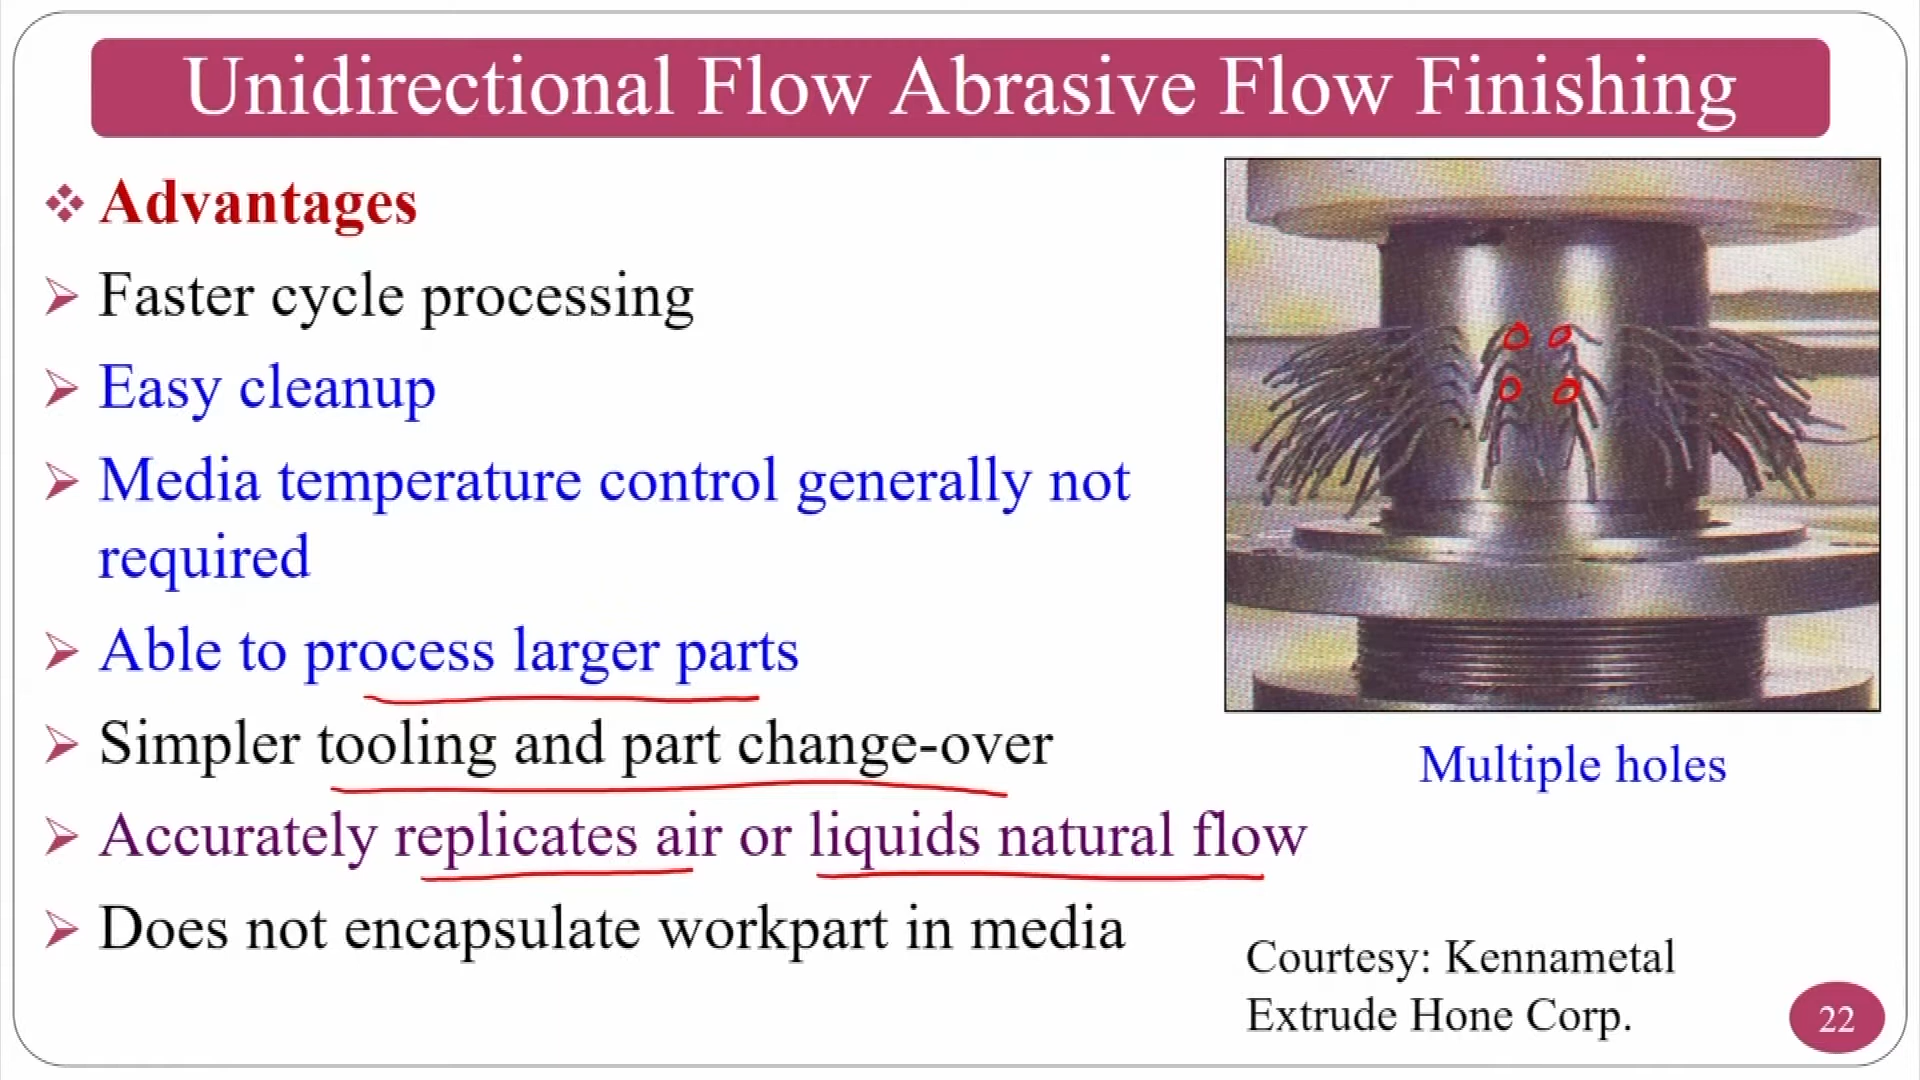 Unidirectional Flow Abrasive Flow Finishing
Advantages
Faster cycle processing
Easy cleanup
Media temperature control generally not
required
Able to process larger parts
Simpler tooling and part change-over
Accurately replicates air or liquids natural flow
Does not encapsulate workpart in media
Multiple holes
Courtesy: Kennametal
Extrude Hone Corp.
22